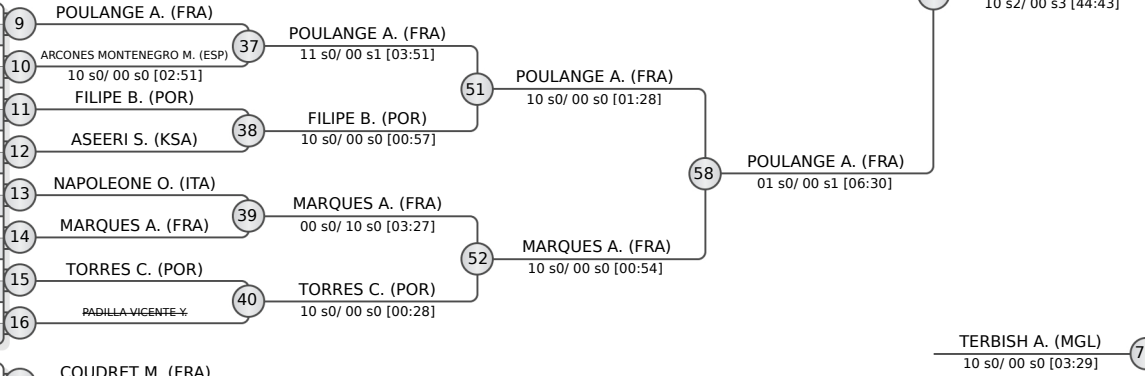 9
POULANGE A. (FRA)
10
ARCONES MONTENEGRO M. (ESP)
10 s0/ 00 s0 [02:51]
37
POULANGE A. (FRA)
11 s0/ 00 s1 [03:51]
11
FILIPE B. (POR)
12
ASEERI S. (KSA)
38
FILIPE B. (POR)
10 s0/ 00 s0 [00:57]
51
POULANGE A. (FRA)
10 s0/ 00 s0 [01:28]
13
NAPOLEONE O. (ITA)
14
MARQUES A. (FRA)
39
MARQUES A. (FRA)
00 s0/ 10 s0 [03:27]
15
TORRES C. (POR)
16
PADILLA VICENTE Y.
40
TORRES C. (POR)
10 s0/ 00 s0 [00:28]
52
MARQUES A. (FRA)
10 s0/ 00 s0 [00:54]
58
POULANGE A. (FRA)
01 s0/ 00 s1 [06:30]
10 s2/ 00 s3 [44:43]
TERBISH A. (MGL)
10 s0/ 00 s0 [03:29]
7
COUDRET M. (FRA)